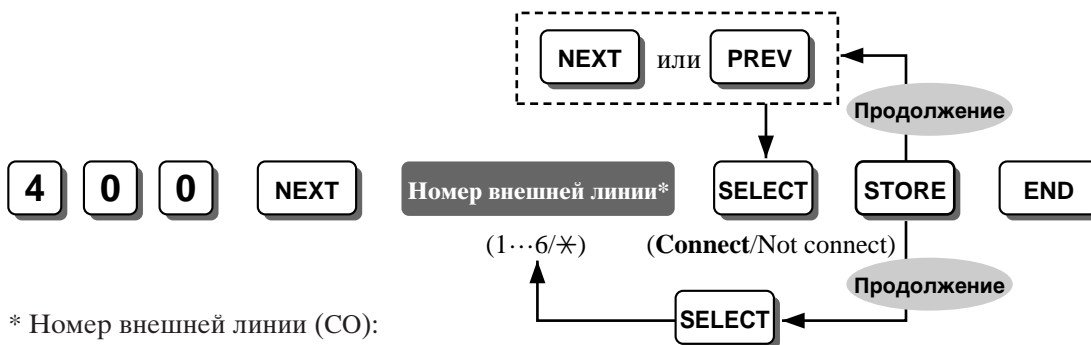 NEXT или PREV
Продолжение
4 0 0 NEXT Номер внешней линии* SELECT STORE END
(1···6/✳) (Connect/Not connect)
Продолжение
SELECT
* Номер внешней линии (CO):